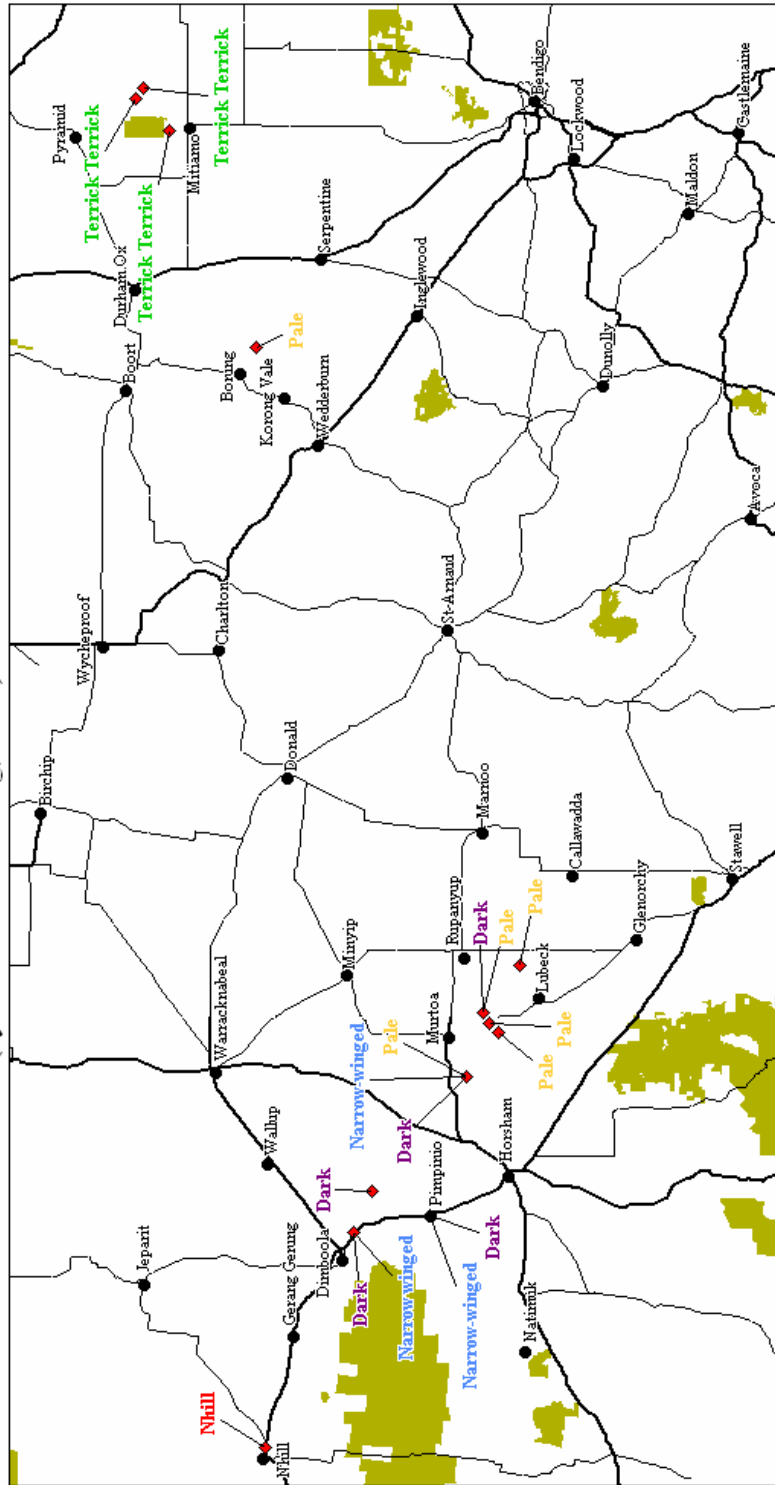 Nhill
Nhill
Jeparit
Gerang Gerung
Dimboola
Dark
Narrow-winged
Dark
Wallup
Pimpinio
Dark
Narrow-winged
Natimuk
Horsham
Warracknabeal
Narrow-winged
Pale
Dark
Murtoa
Minyip
Rupanyup
Dark
Pale
Pale
Pale
Pale
Lubeck
Glenorchy
Stawell
Callawadda
Marnoo
Donald
Birchip
Wycheproof
Charlton
St-Arnaud
Avoca
Boort
Borung
Korong Vale
Wedderburn
Pale
Durham Ox
Serpentine
Inglewood
Dunolly
Pyramid
Terrick Terrick
Terrick Terrick
Terrick Terrick
Mitiamo
Bendigo
Lockwood
Maldon
Castlemaine